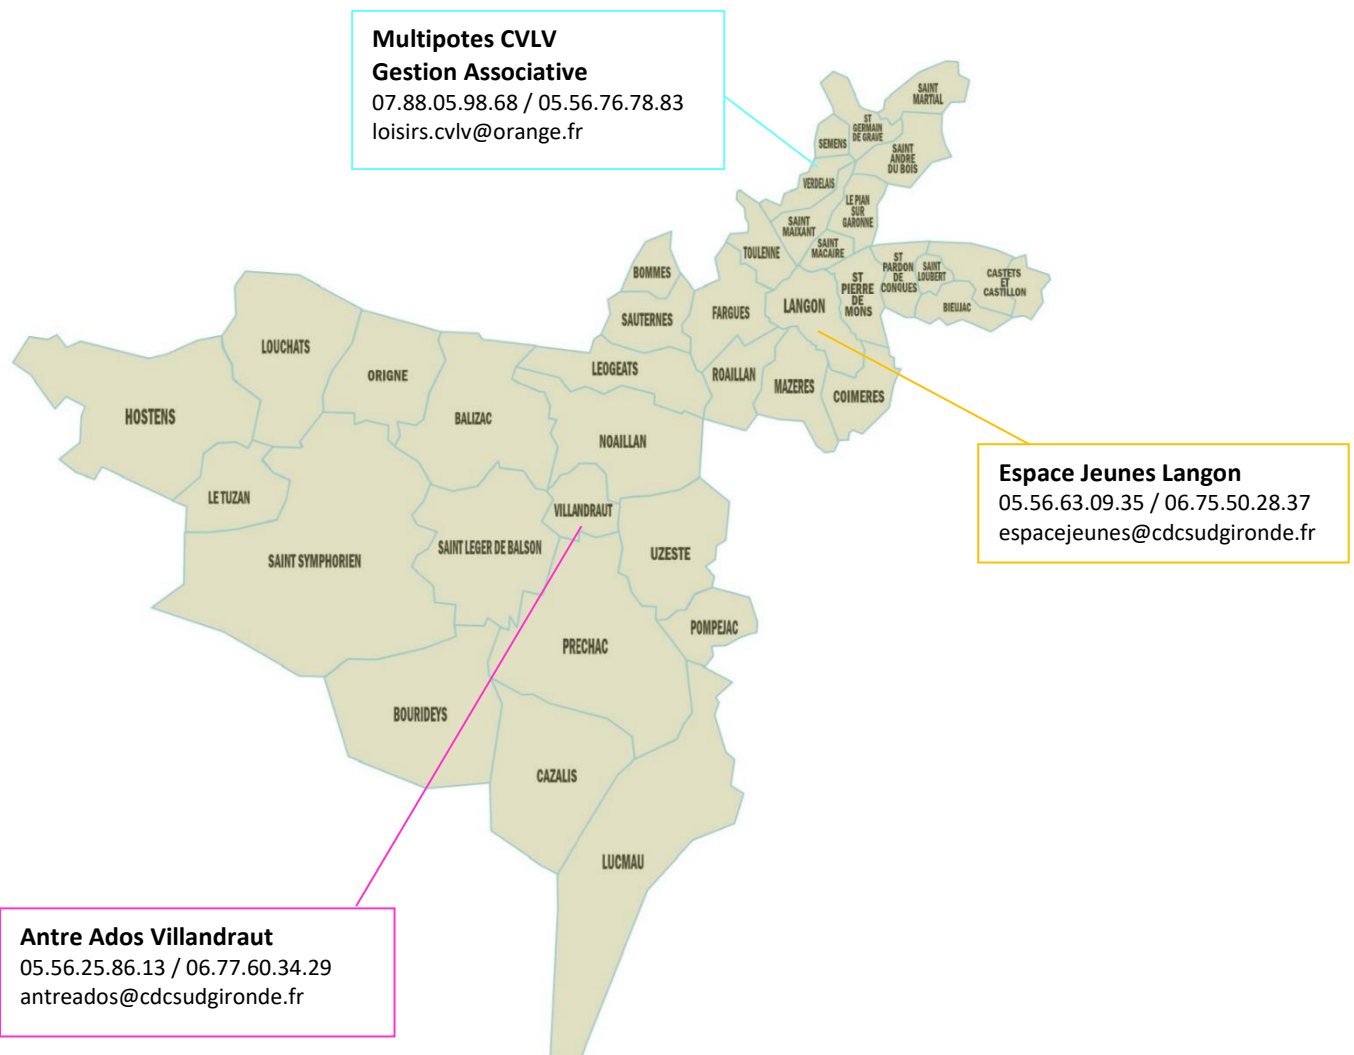 Multipotes CVLV
Gestion Associative
07.88.05.98.68 / 05.56.76.78.83
loisirs.cvlv@orange.fr
SAINT
MARTIAL
ST
GERMAIN
DE GRAVE
SEMENS
SAINT
ANDRE
DU BOIS
VERDELAIS
LE PIAN
SUR
GARONNE
SAINT
MAIXANT
SAINT
MACAIRE
TOULENNE
BOMMES
ST
PARDON
DE
CONQUES
SAINT
LOUBERT
CASTETS
ET
CASTILLON
BIEUJAC
ST
PIERRE
DE
MONS
LANGON
FARGUES
SAUTERNES
LOUCHATS
ORIGNE
LEOGEATS
ROAILLAN
MAZERES
COIMERES
HOSTENS
BALIZAC
NOAILLAN
LE TUZAN
VILLANDRAUT
SAINT SYMPHORIEN
SAINT LEGER DE BALSON
UZESTE
POMPEJAC
PRECHAC
BOURIDEYS
CAZALIS
LUCMAU
Espace Jeunes Langon
05.56.63.09.35 / 06.75.50.28.37
espacejeunes@cdcsudgironde.fr
Antre Ados Villandraut
05.56.25.86.13 / 06.77.60.34.29
antreados@cdcsudgironde.fr